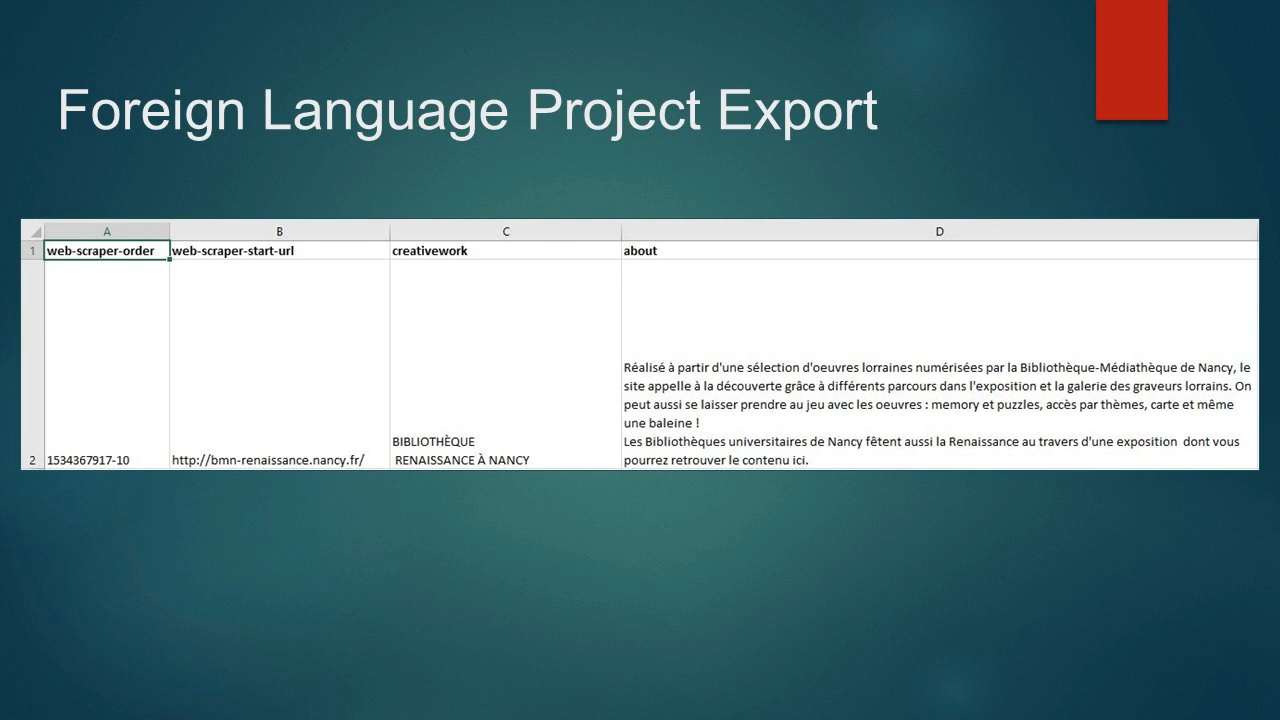 Foreign Language Project Export
A B C D
1 web-scraper-order web-scraper-start-url creativework about
Réalisé à partir d'une sélection d'oeuvres lorraines numérisées par la Bibliothèque-Médiathèque de Nancy, le
site appelle à la découverte grâce à différents parcours dans l'exposition et la galerie des graveurs lorrains. On
peut aussi se laisser prendre au jeu avec les oeuvres : memory et puzzles, accès par thèmes, carte et même
une baleine !
BIBLIOTHÈQUE Les Bibliothèques universitaires de Nancy fêtent aussi la Renaissance au travers d'une exposition dont vous
2 1534367917-10 http://bmn-renaissance.nancy.fr/ RENAISSANCE À NANCY pourrez retrouver le contenu ici.